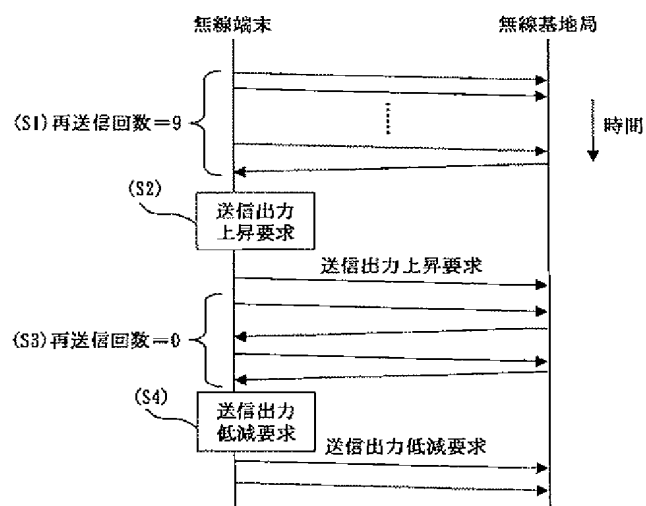 無線端末
無線基地局
(S1)再送信回数=9
時間
(S2)
送信出力
上昇要求
送信出力上昇要求
(S3)再送信回数=0
(S4)
送信出力
低減要求
送信出力低減要求